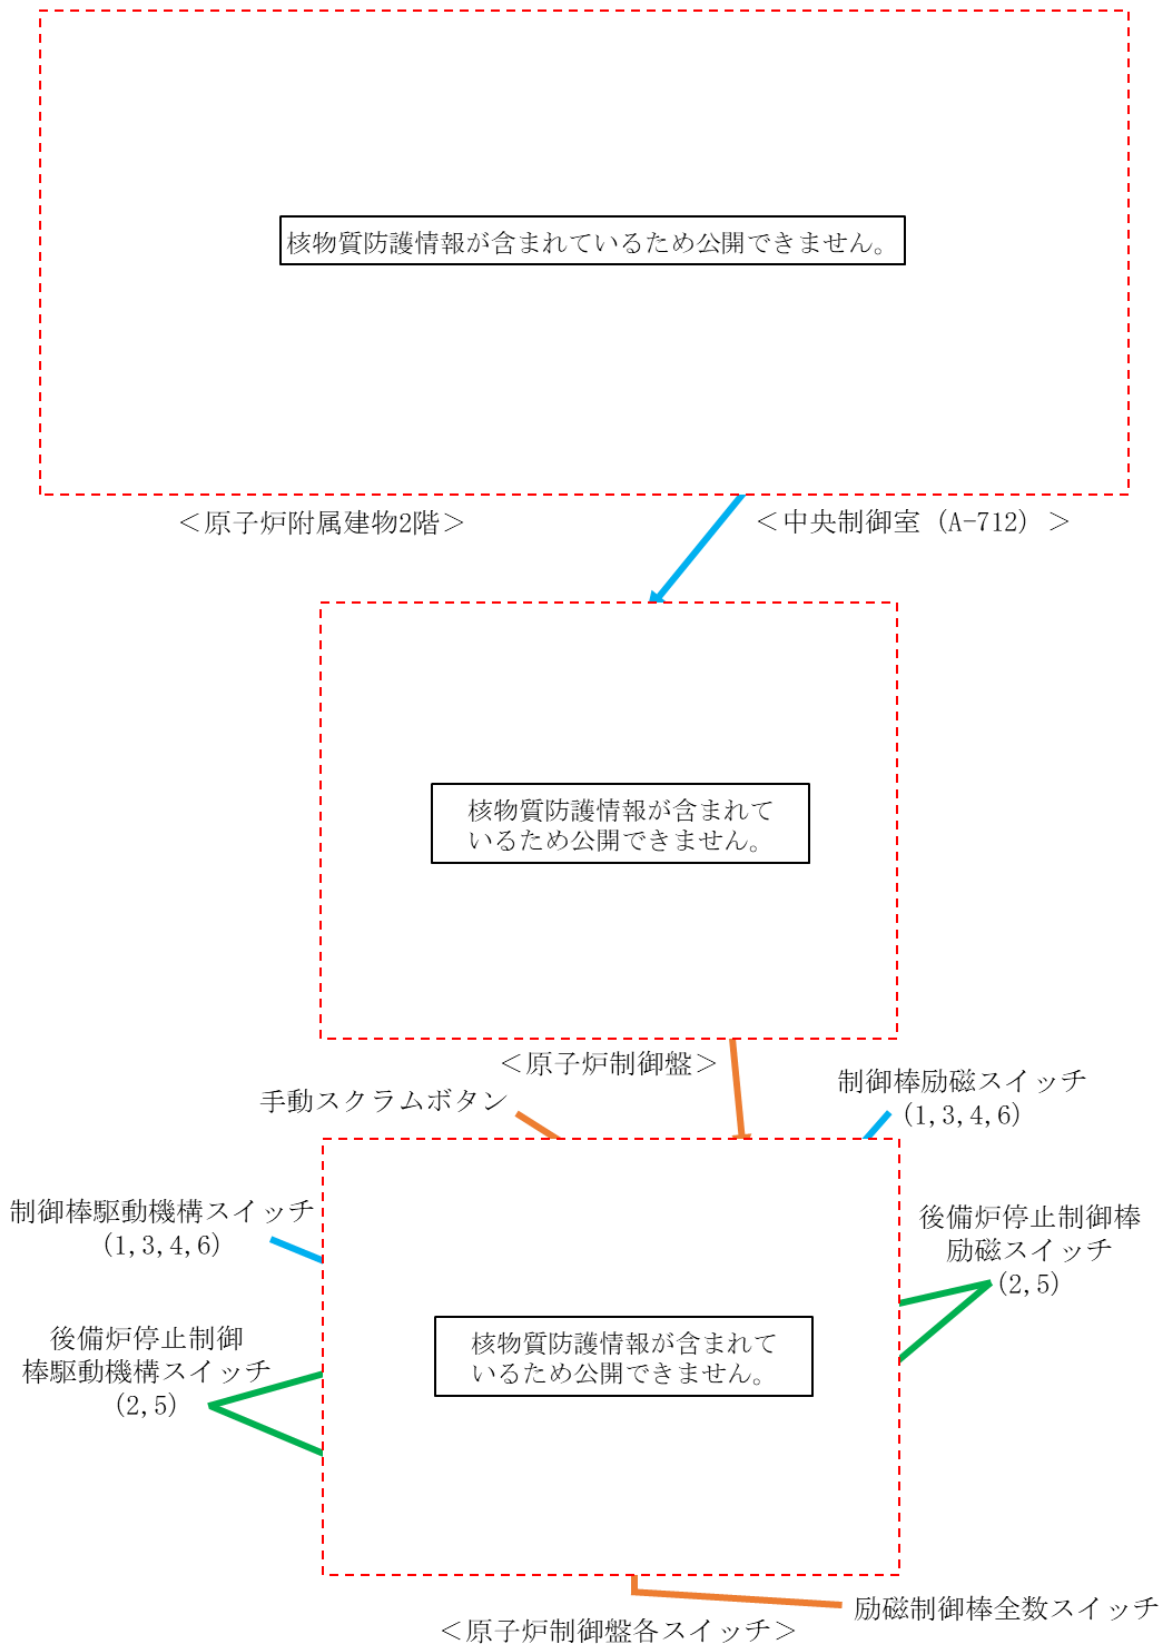 核物質防護情報が含まれているため公開できません。
＜原子炉附属建物2階＞
＜中央制御室（A-712）＞
核物質防護情報が含まれて
いるため公開できません。
＜原子炉制御盤＞
手動スクラムボタン
制御棒励磁スイッチ
(1,3,4,6)
制御棒駆動機構スイッチ
(1,3,4,6)
後備炉停止制御棒
励磁スイッチ
(2,5)
後備炉停止制御
棒駆動機構スイッチ
(2,5)
核物質防護情報が含まれて
いるため公開できません。
励磁制御棒全数スイッチ
＜原子炉制御盤各スイッチ＞